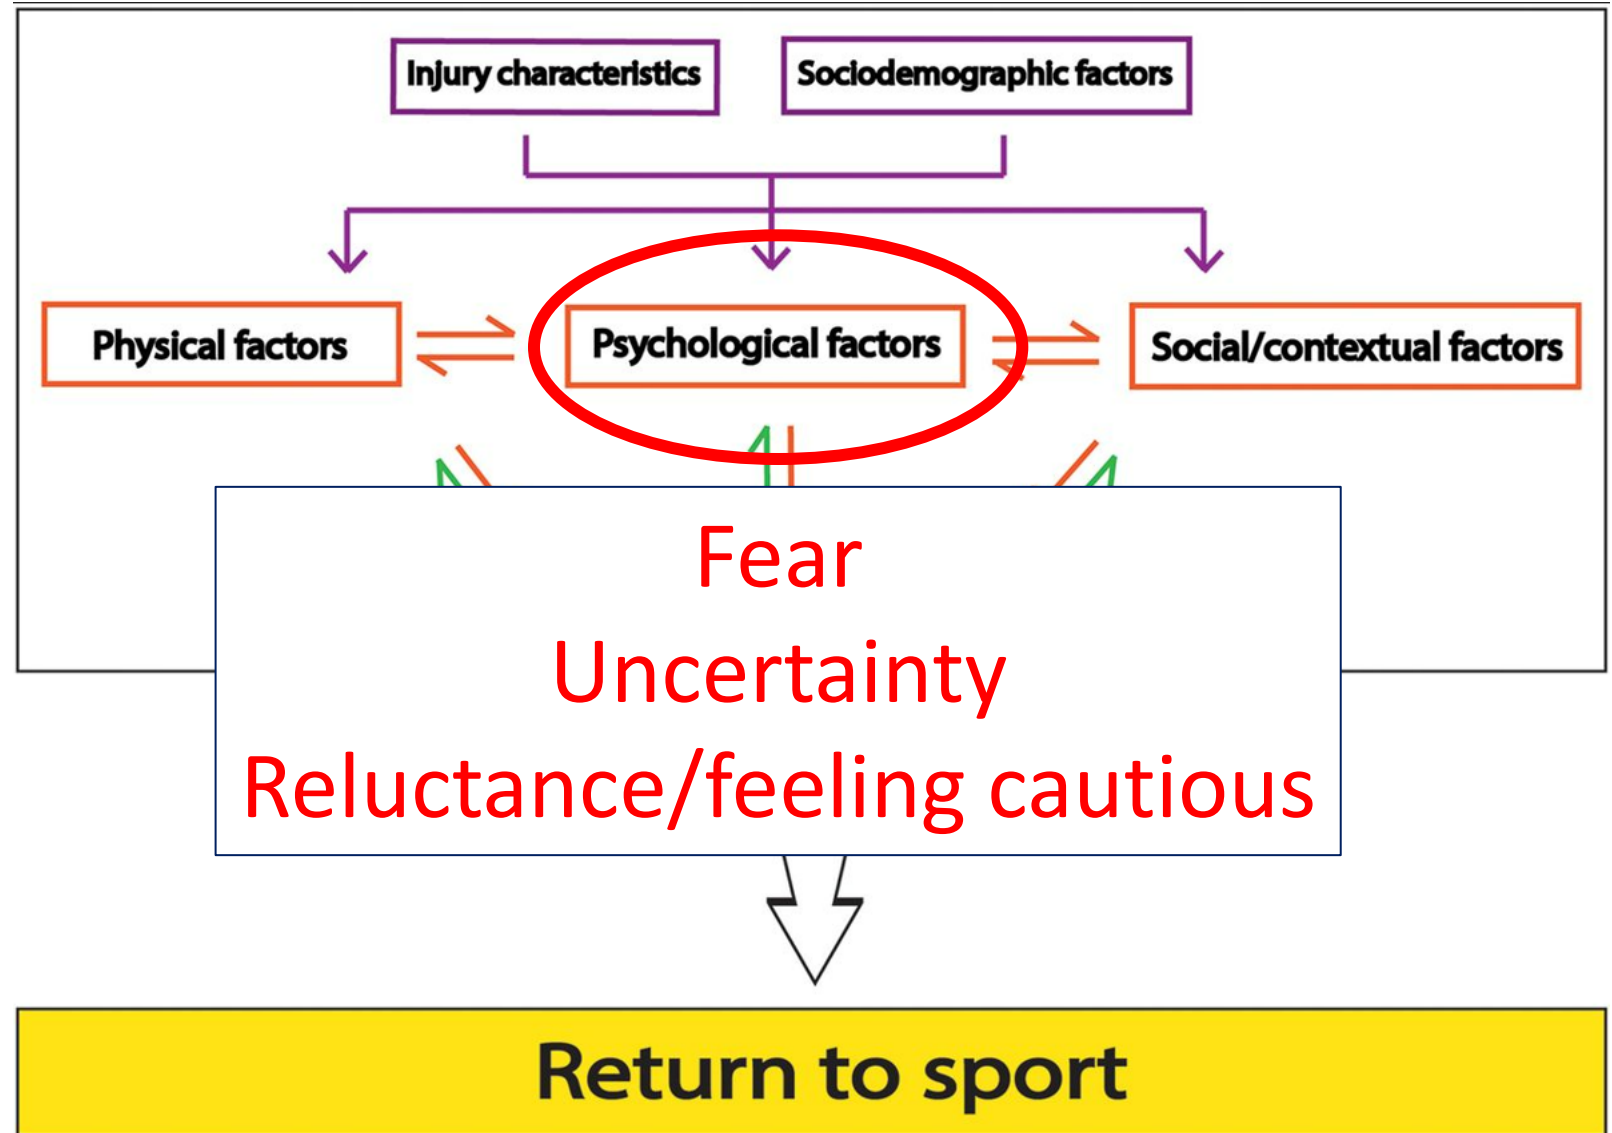 Injury characteristics
Sociodemographic factors
Physical factors
Psychological factors
Social/contextual factors
Fear
Uncertainty
Reluctance/feeling cautious
Return to sport